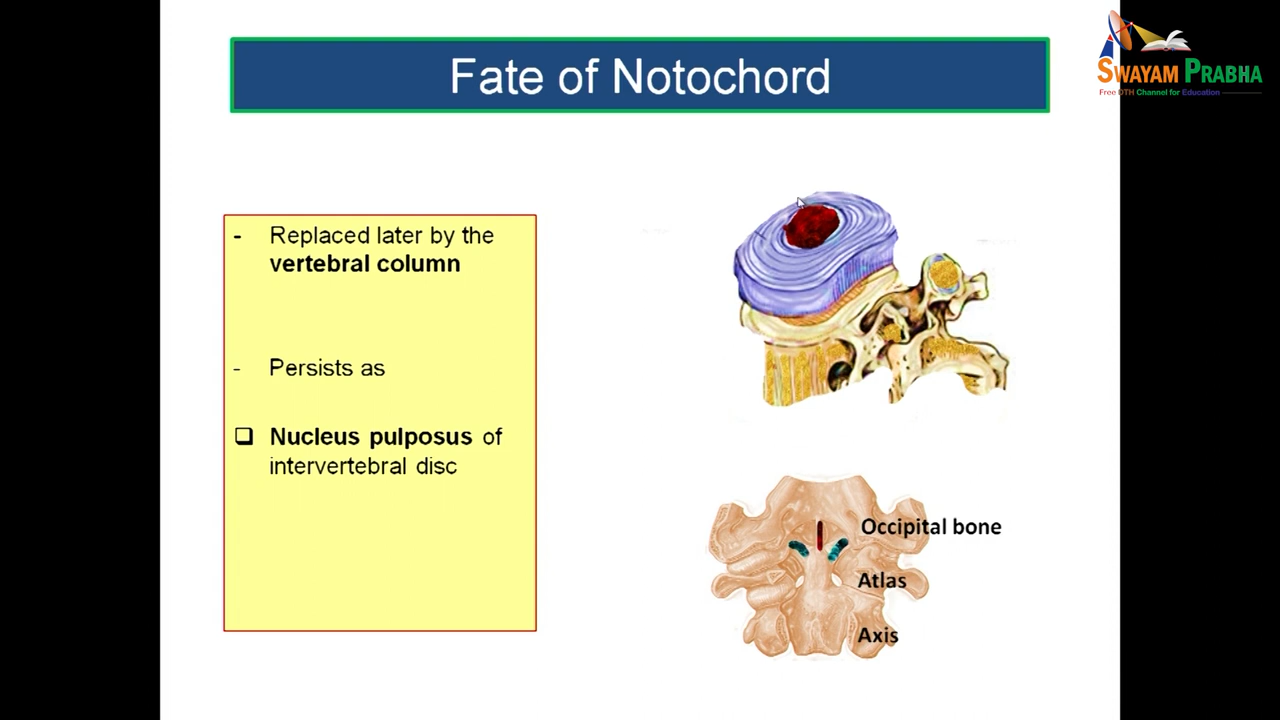 Fate of Notochord
SWAYAM PRABHA
Free DTH Channel for Education
- Replaced later by the
vertebral column
- Persists as
❑ Nucleus pulposus of
intervertebral disc
Occipital bone
Atlas
Axis